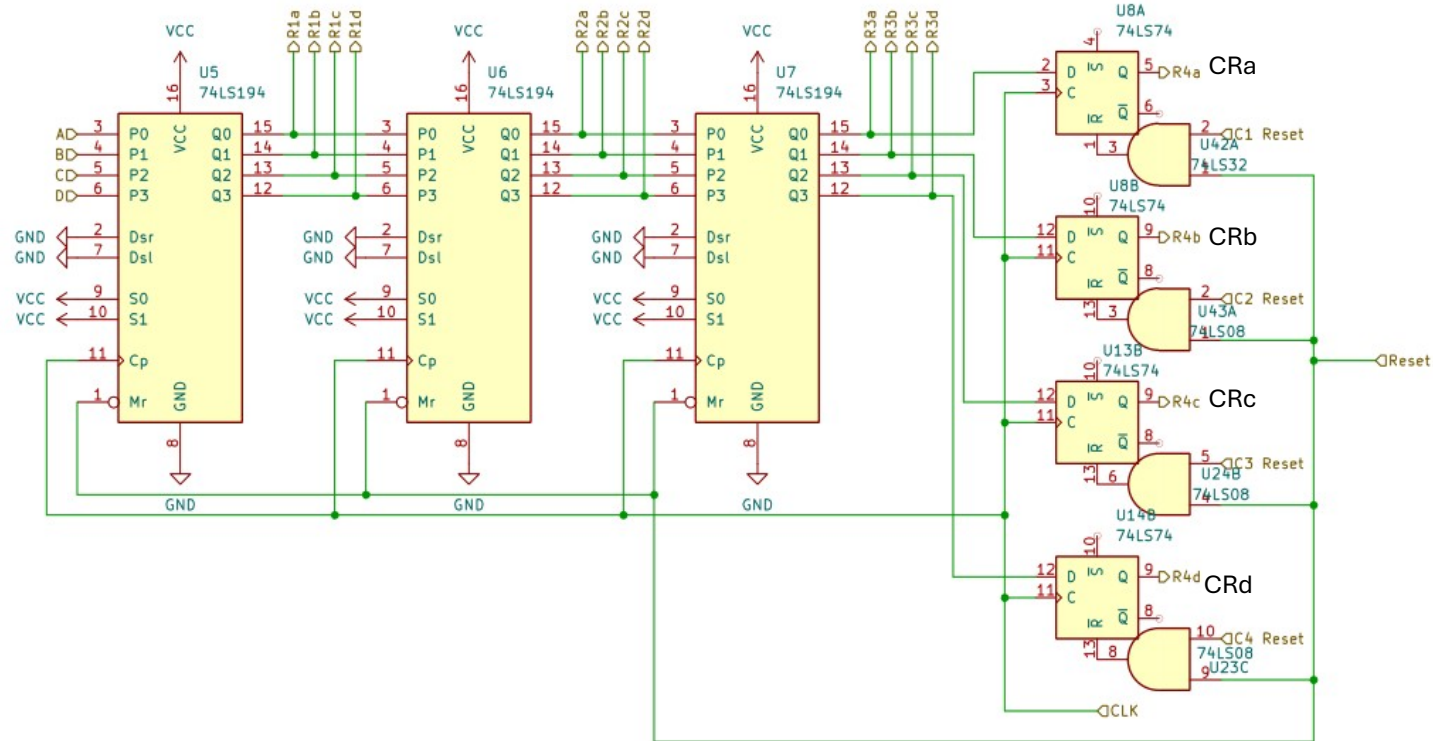 R1a R1b R1c R1d
R2a R2b R2c R2d
R3a R3b R3c R3d
VCC
VCC
VCC
U5
74LS194
16
VCC
A 3 P0 Q0 15
B 4 P1 Q1 14
C 5 P2 Q2 13
D 6 P3 Q3 12
GND 2 Dsr
GND 7 Dsl
VCC 9 S0
VCC 10 S1
11 Cp
1 Mr
GND
8
GND
U6
74LS194
16
VCC
3 P0 Q0 15
4 P1 Q1 14
5 P2 Q2 13
6 P3 Q3 12
GND 2 Dsr
GND 7 Dsl
VCC 9 S0
VCC 10 S1
11 Cp
1 Mr
GND
8
GND
U7
74LS194
16
VCC
3 P0 Q0 15
4 P1 Q1 14
5 P2 Q2 13
6 P3 Q3 12
GND 2 Dsr
GND 7 Dsl
VCC 9 S0
VCC 10 S1
11 Cp
1 Mr
GND
8
GND
U8A
74LS74
4
2 D S Q 5 R4a CRa
3 C
R Q 6
1 3
2 C1 Reset
U42A
74LS32
U8B
74LS74
10
12 D S Q 9 R4b CRb
11 C
R Q 8
13 3
2 C2 Reset
U43A
74LS08
1
Reset
U13B
74LS74
10
12 D S Q 9 R4c CRc
11 C
R Q 8
13 6
5 C3 Reset
U24B
74LS08
4
U14B
74LS74
10
12 D S Q 9 R4d CRd
11 C
R Q 8
13 8
10 C4 Reset
74LS08
U23C
9
CLK